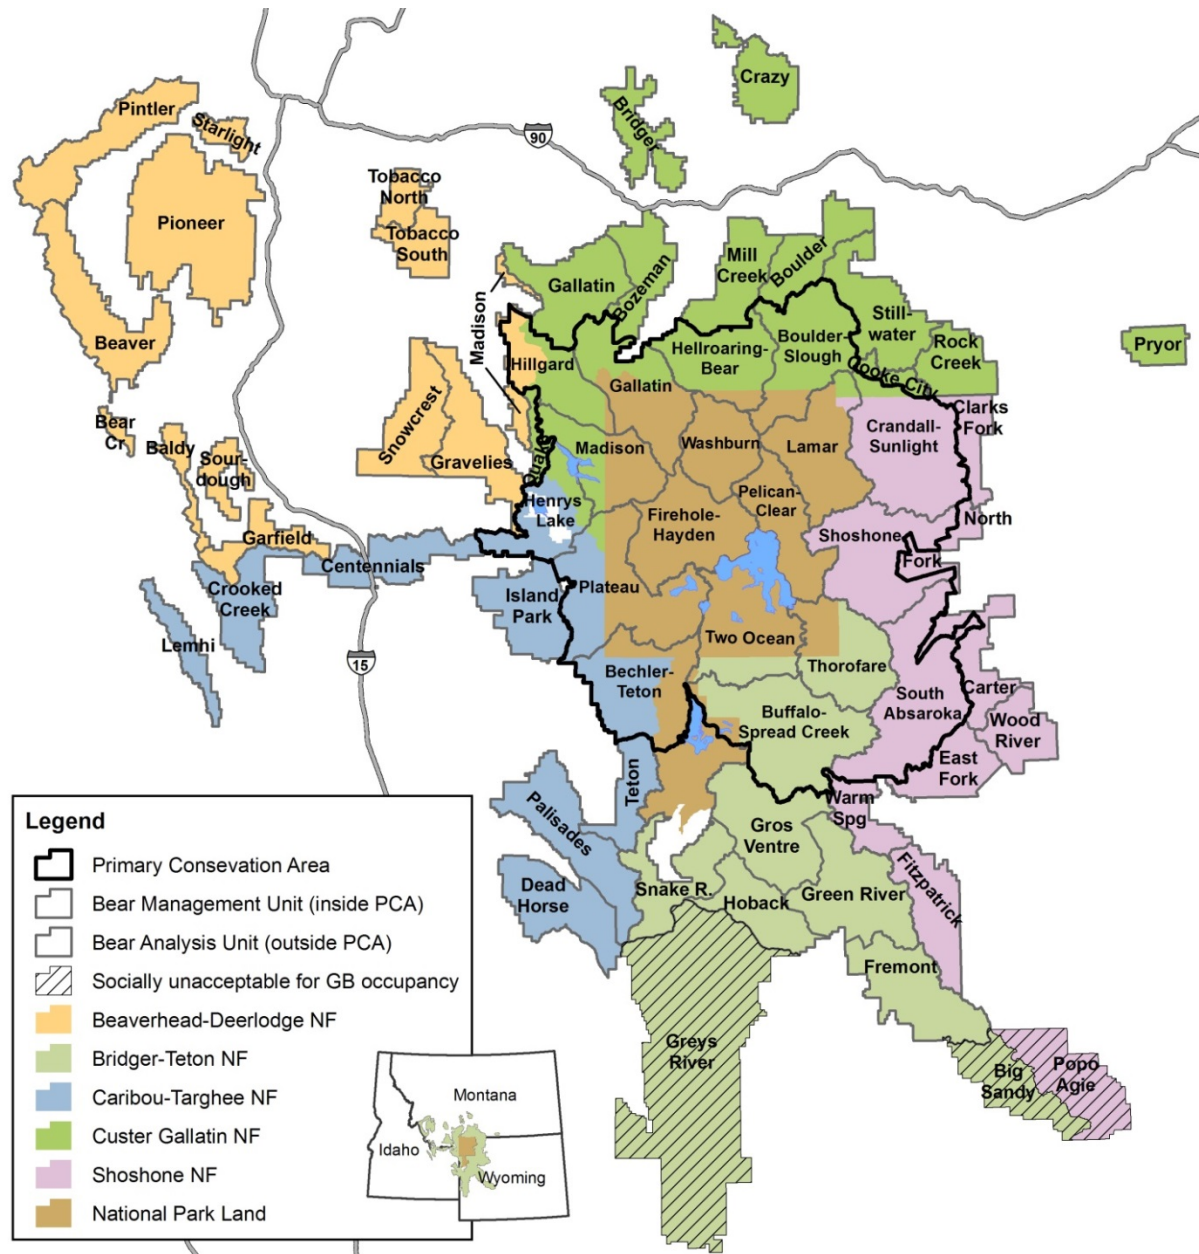 Crazy
Bridger
90
Pintler
Starlight
Pioneer
Tobacco
North
Tobacco
South
Beaver
Bear
Cr
Baldy
Sour-
dough
Garfield
Snowcrest
Gravelies
Madison
Gallatin
Bozeman
Mill
Creek
Boulder
Still-
water
Rock
Creek
Pryor
Hillgard
Gallatin
Hellroaring-
Bear
Boulder-
Slough
Cooke City
Clarks
Fork
Crandall-
Sunlight
Quake
Madison
Washburn
Lamar
Pelican-
Clear
Henrys
Lake
Firehole-
Hayden
Shoshone
North
Fork
Centennials
Crooked
Creek
Lemhi
15
Island
Park
Plateau
Two Ocean
Thorofare
Bechler-
Teton
South
Absaroka
Carter
Wood
River
East
Fork
Buffalo-
Spread Creek
Teton
Palisades
Dead
Horse
Warm
Spg
Gros
Ventre
Fitzpatrick
Snake R.
Hoback
Green River
Fremont
Greys
River
Big
Sandy
Popo
Agie
Legend
Primary Consevation Area
Bear Management Unit (inside PCA)
Bear Analysis Unit (outside PCA)
Socially unacceptable for GB occupancy
Beaverhead-Deerlodge NF
Bridger-Teton NF
Caribou-Targhee NF
Custer Gallatin NF
Shoshone NF
National Park Land
Montana
Idaho
Wyoming